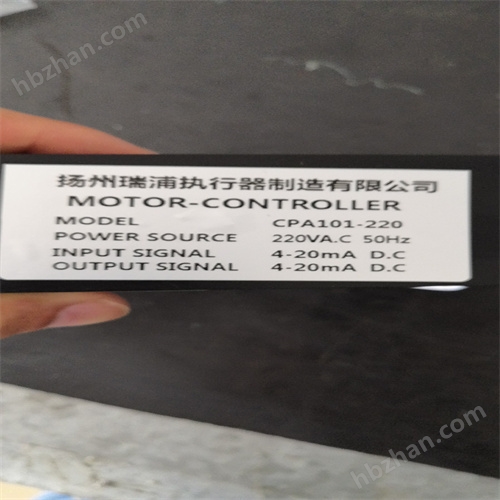 hbzhan.com
扬州瑞浦执行器制造有限公司
MOTOR-CONTROLLER
MODEL CPA101-220
POWER SOURCE 220VA.C 50Hz
INPUT SIGNAL 4-20mA D.C
OUTPUT SIGNAL 4-20mA D.C
hbzhan.com